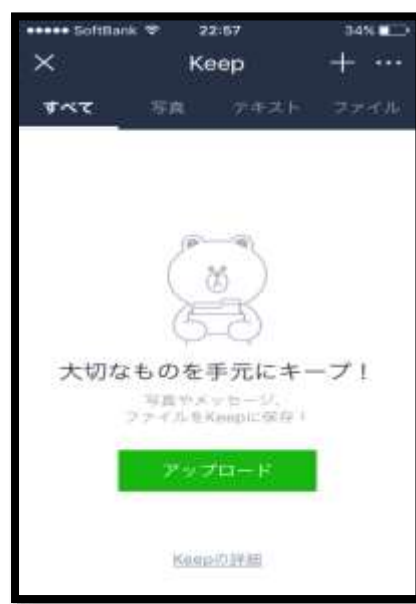 SoftBank 22:57 34%
Keep
すべて 写真 テキスト ファイル
大切なものを手元にキープ！
写真やメッセージ、
ファイルをKeepに保存！
アップロード
Keepの詳細